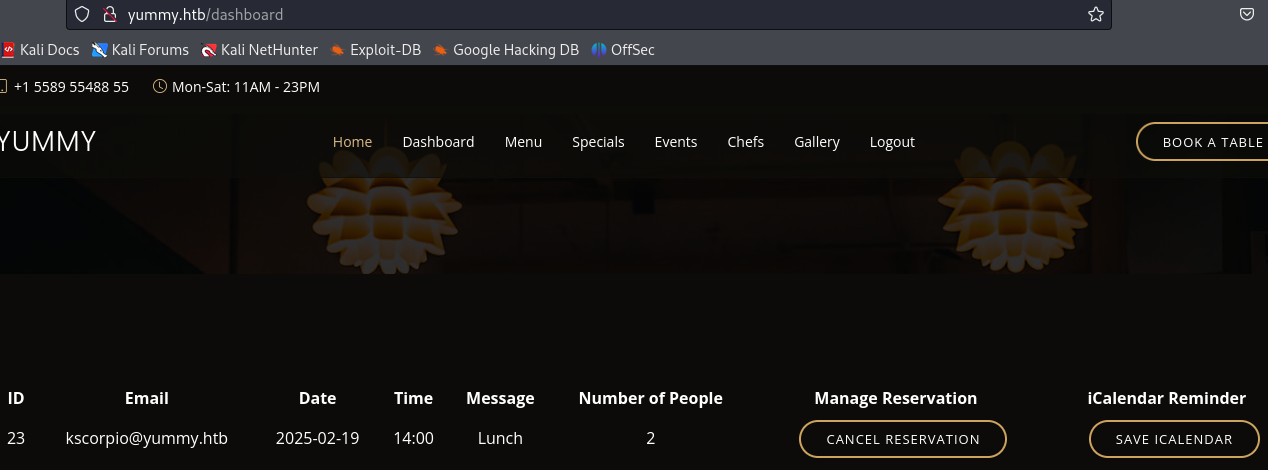 yummy.htb/dashboard
Kali Docs Kali Forums Kali NetHunter Exploit-DB Google Hacking DB OffSec
+1 5589 55488 55 Mon-Sat: 11AM - 23PM
YUMMY Home Dashboard Menu Specials Events Chefs Gallery Logout BOOK A TABLE
ID Email Date Time Message Number of People Manage Reservation iCalendar Reminder
23 kscorpio@yummy.htb 2025-02-19 14:00 Lunch 2 CANCEL RESERVATION SAVE ICALENDAR